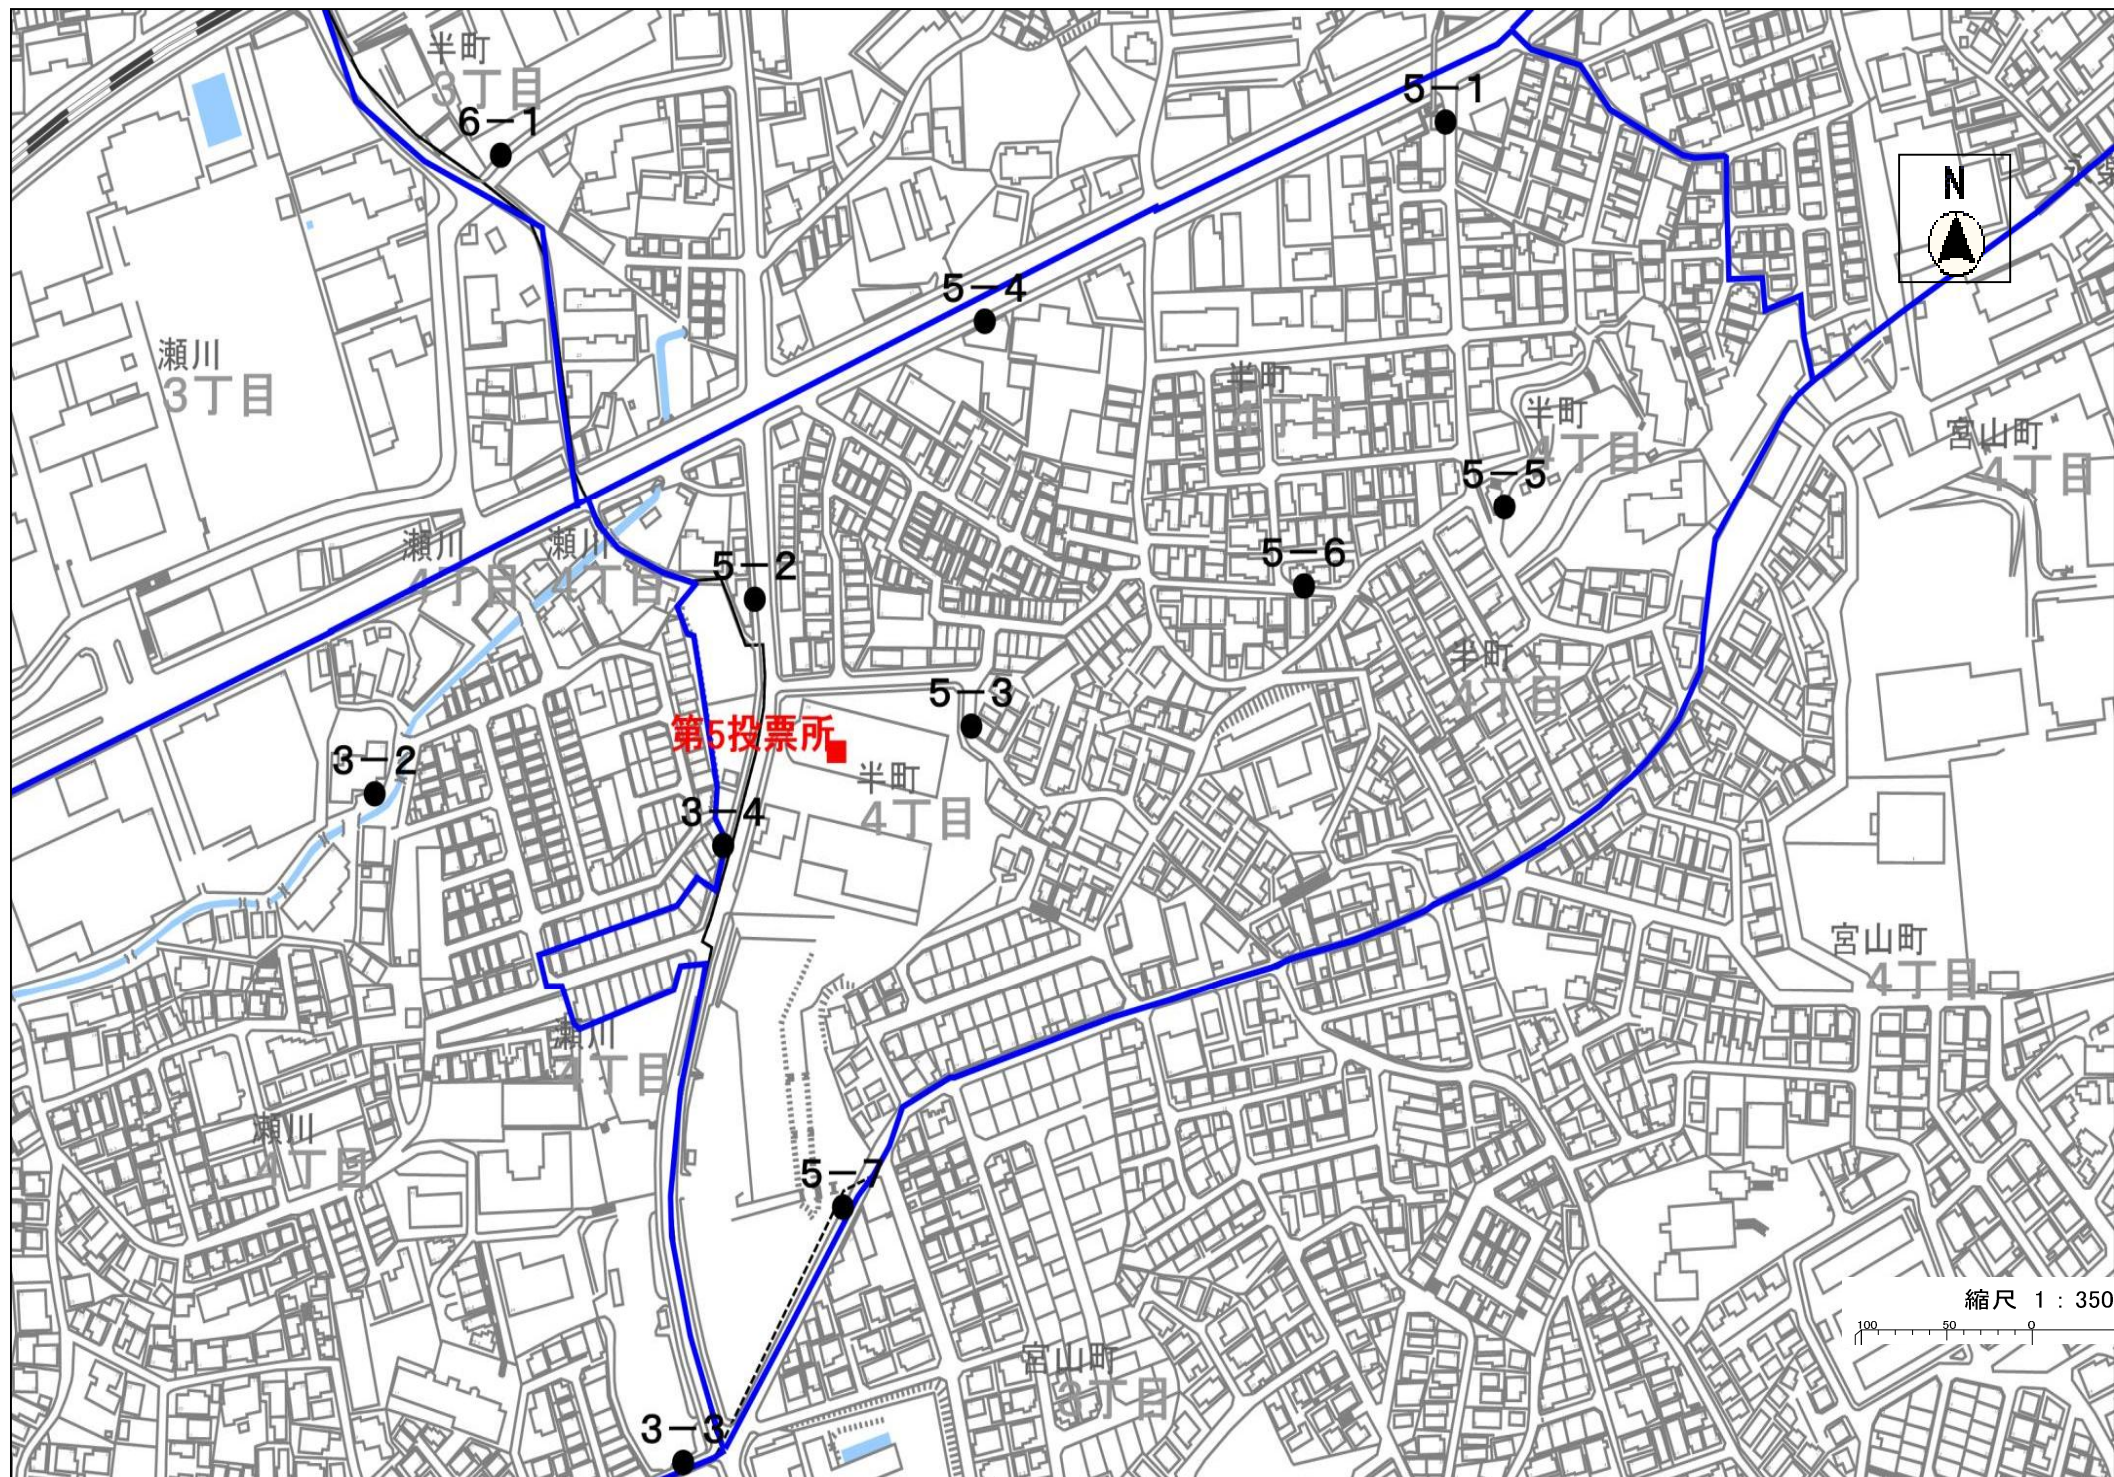 半町
3丁目
6－1
5－1
N
5－4
瀬川
3丁目
半町
4丁目
半町
4丁目
宮山町
4丁目
5－5
瀬川
4丁目
瀬川
4丁目
5－2
5－6
半町
4丁目
5－3
第5投票所
3－2
半町
4丁目
3－4
宮山町
4丁目
瀬川
4丁目
瀬川
4丁目
5－7
縮尺 1：350
100 50 0
宮山町
3丁目
3－3